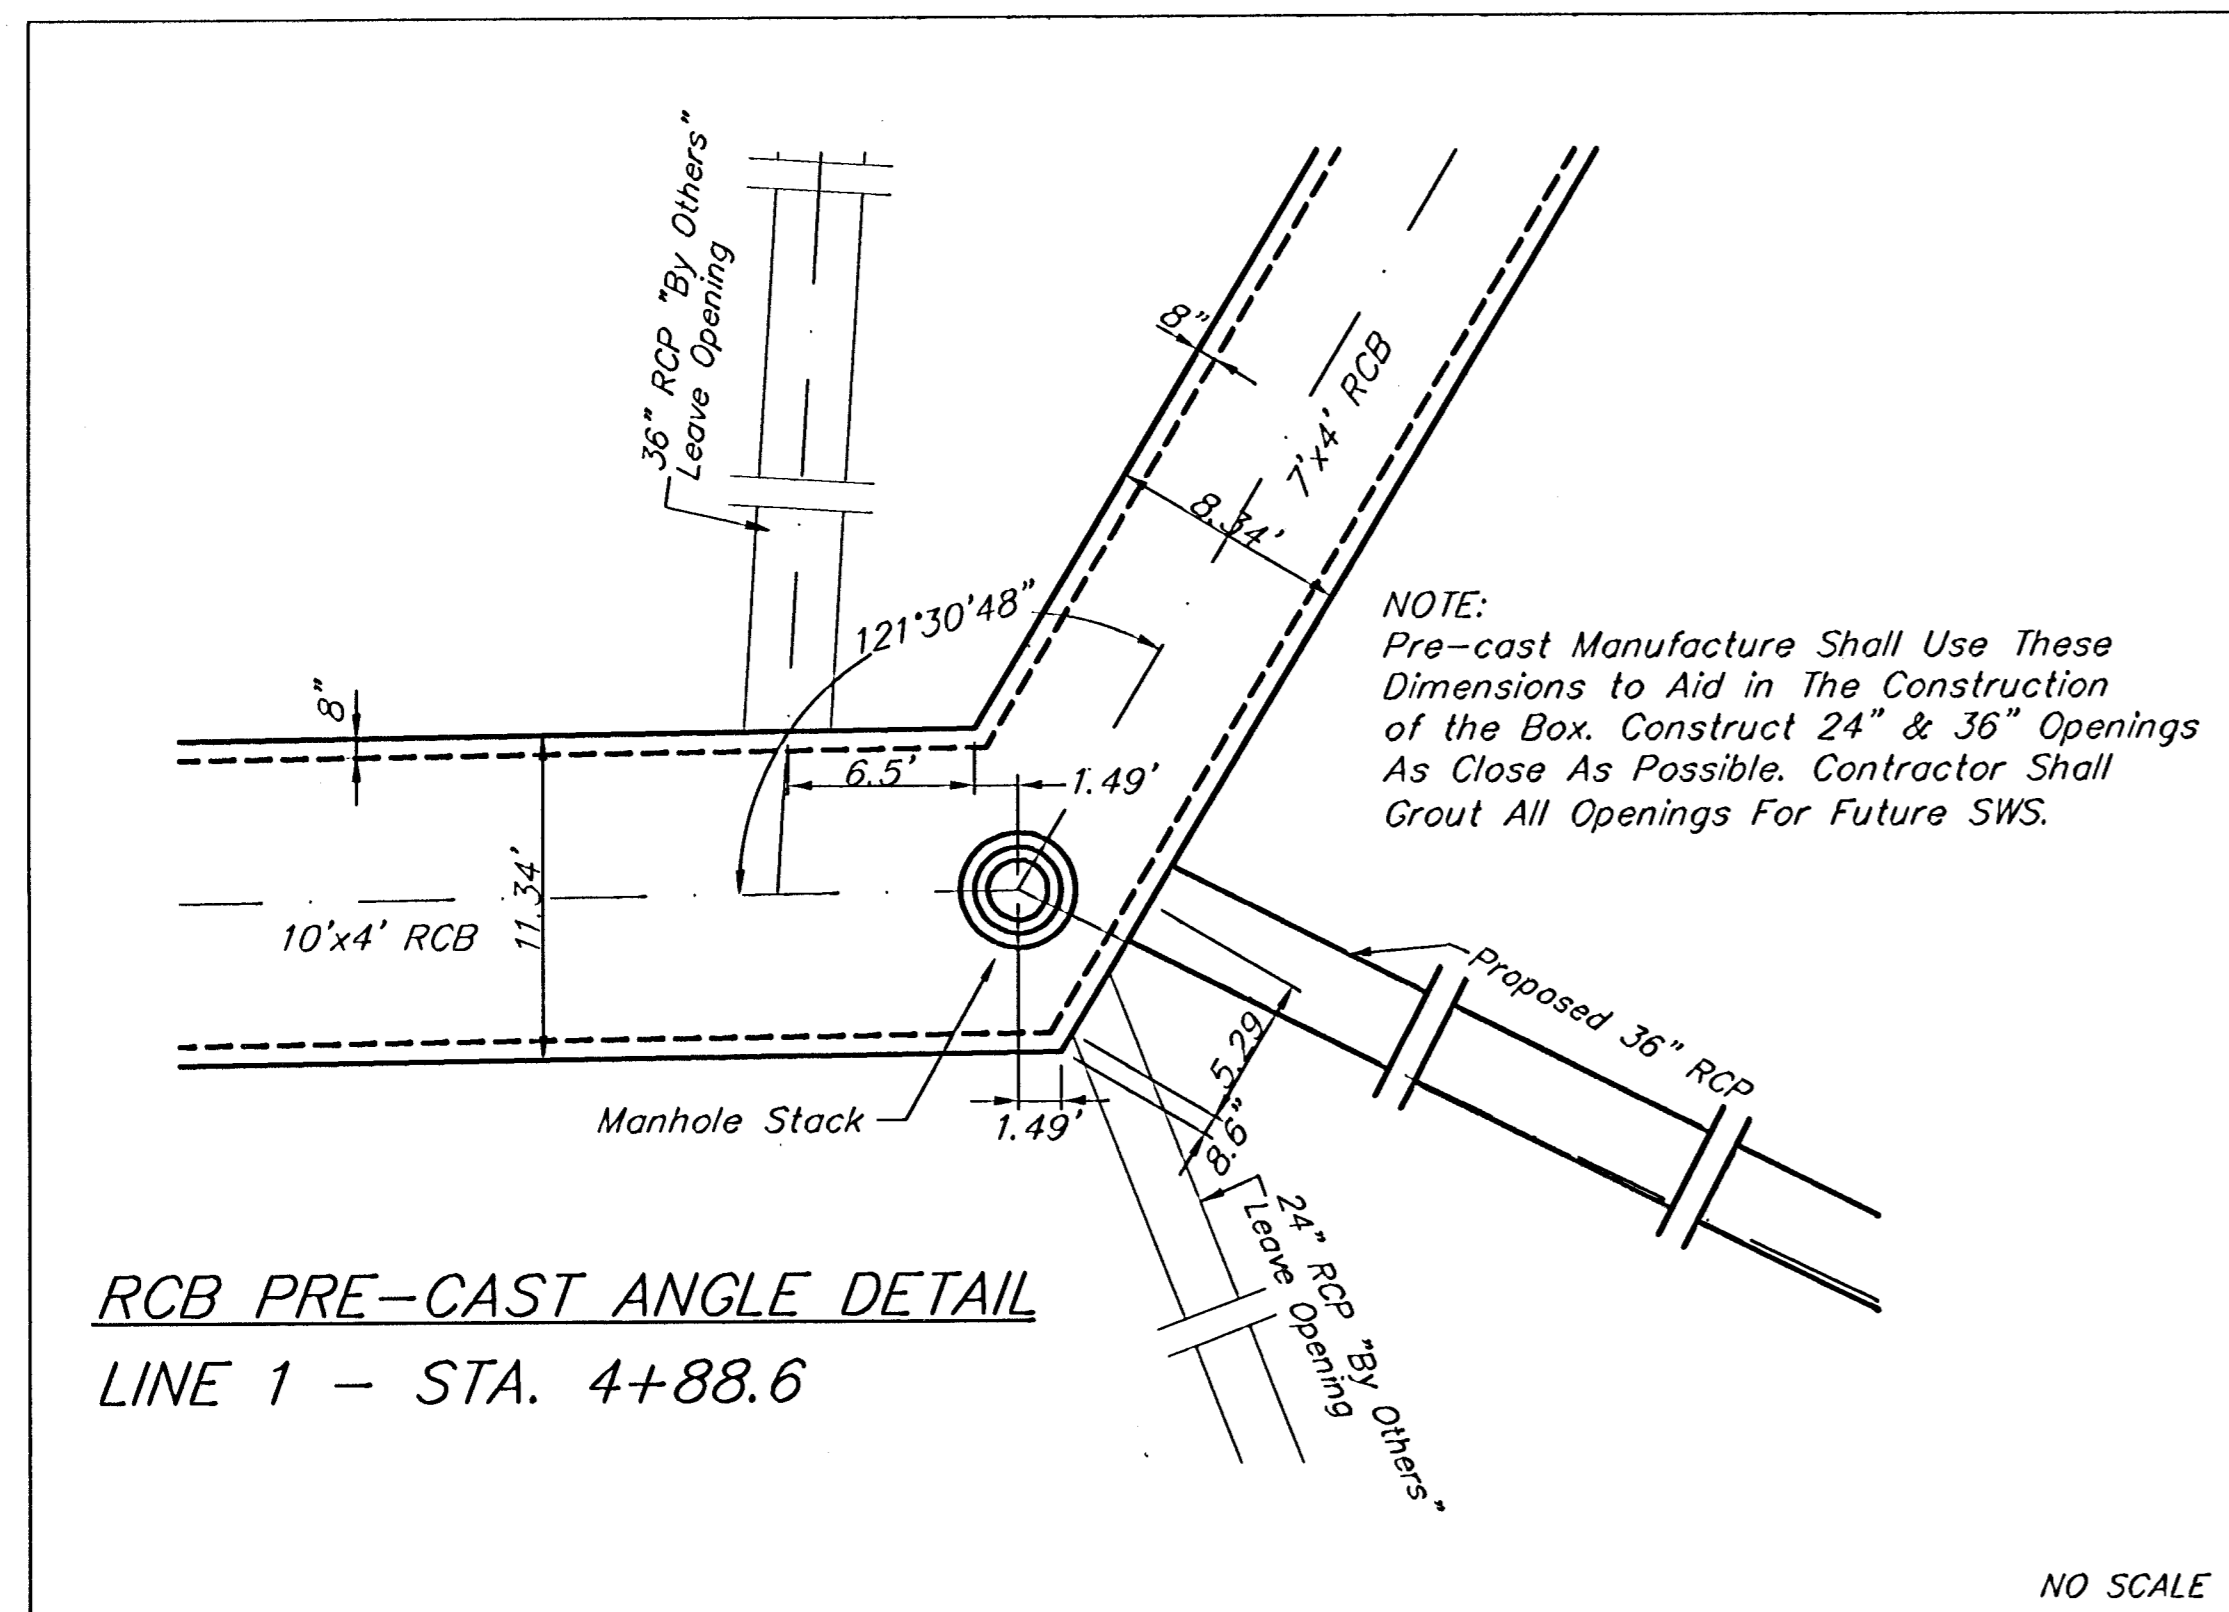 36" RCP "By Others"
Leave Opening
8"
7'x4' RCB
8.34'
121°30'48"
NOTE:
Pre-cast Manufacture Shall Use These
Dimensions to Aid in The Construction
of the Box. Construct 24" & 36" Openings
As Close As Possible. Contractor Shall
Grout All Openings For Future SWS.
8"
6.5'
1.49'
11.34'
10'x4' RCB
Proposed 36" RCP
5.29
8.6"
Manhole Stack
1.49'
24" RCP "By Others"
Leave Opening
RCB PRE-CAST ANGLE DETAIL
LINE 1 - STA. 4+88.6
NO SCALE